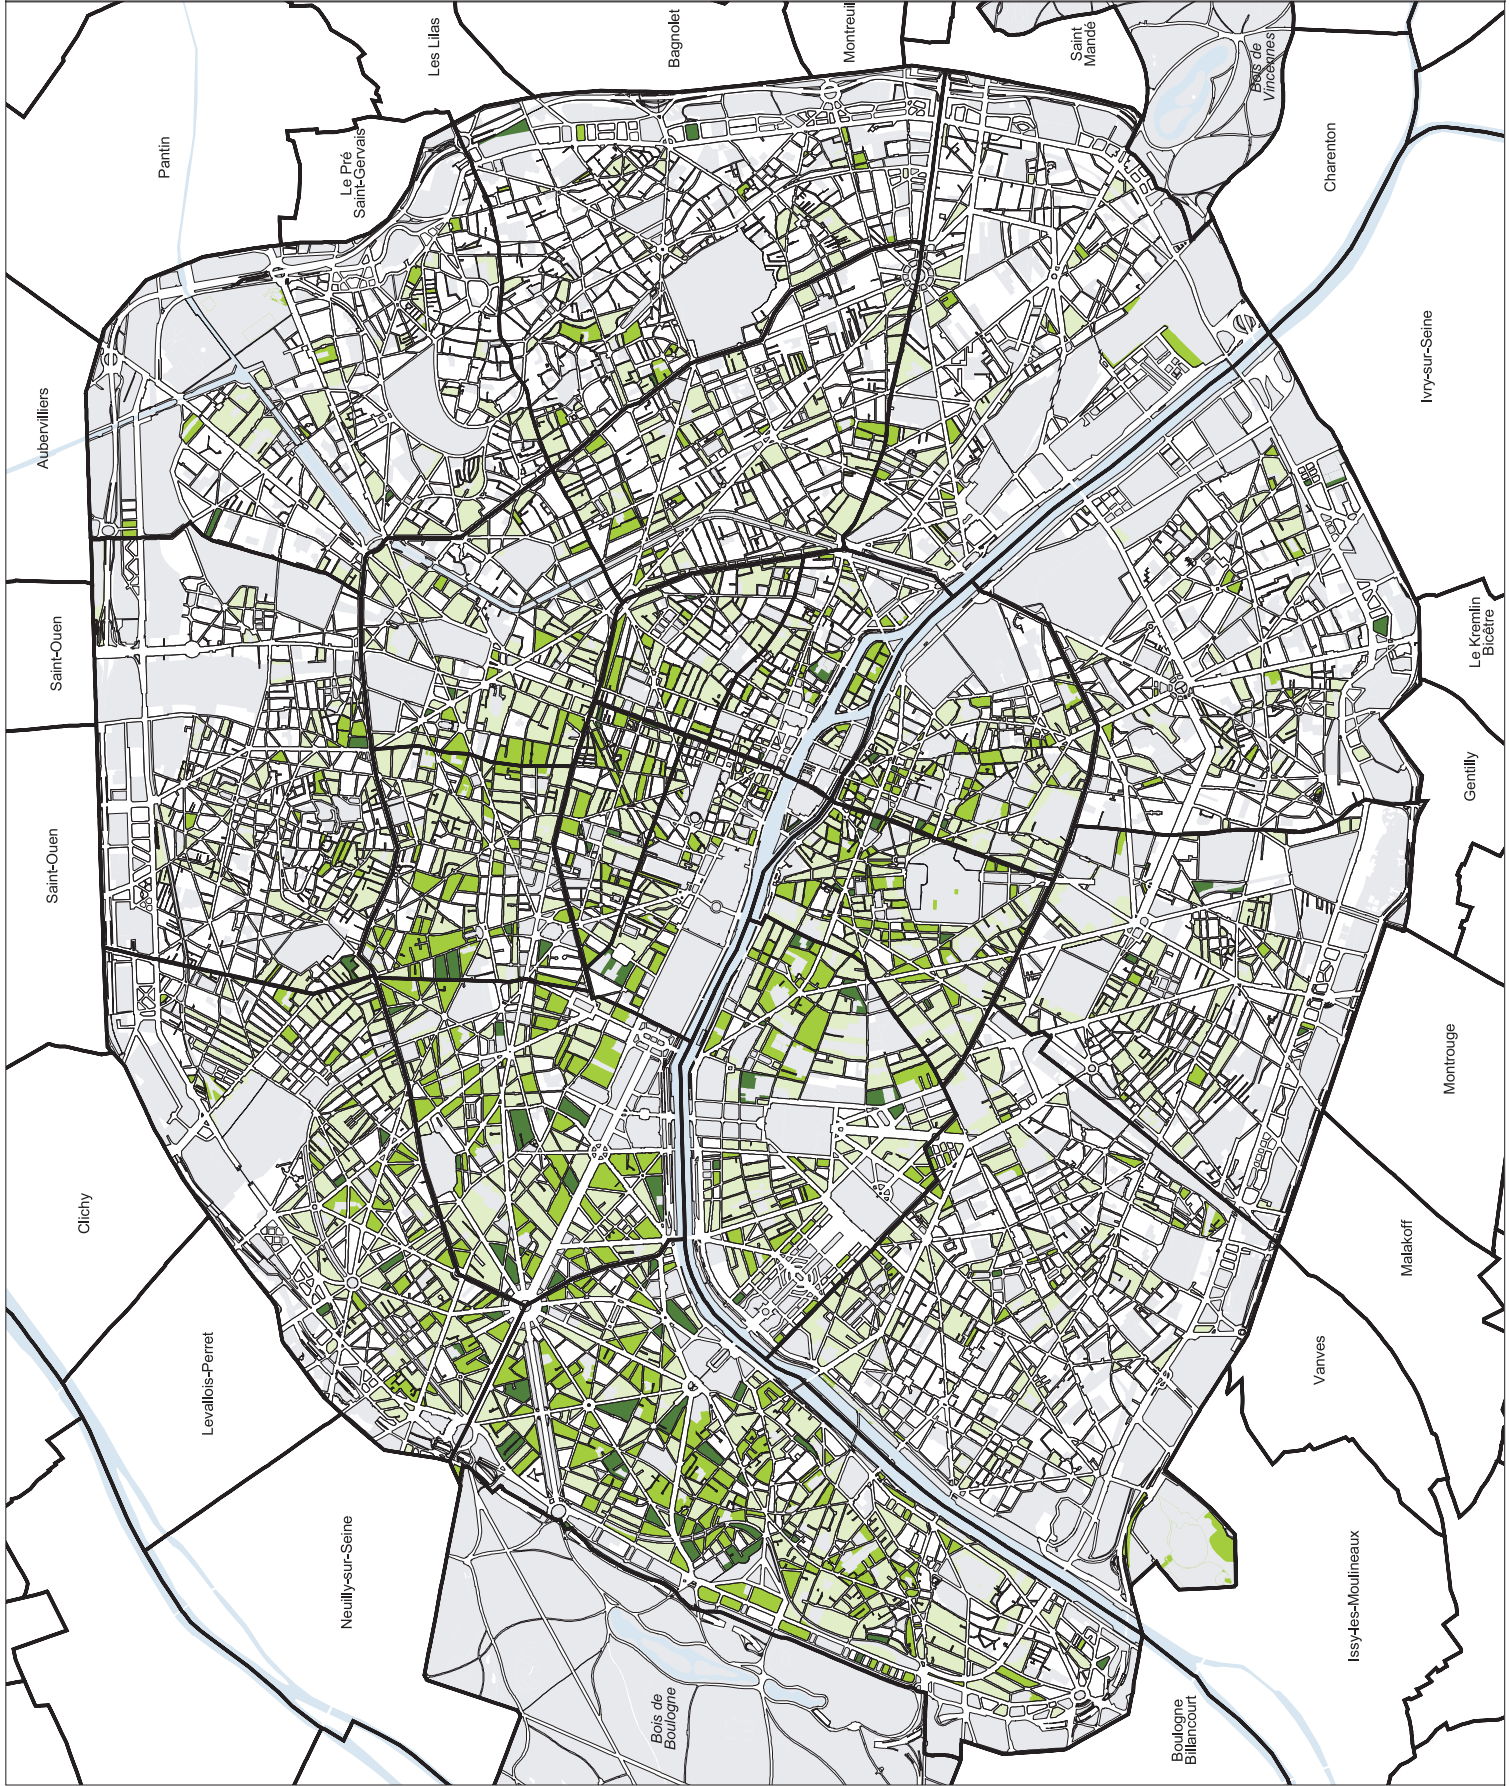 Pantin
Le Pré
Saint-Gervais
Les Lilas
Bagnolet
Montreuil
Saint
Mandé
Bois de
Vincennes
Charenton
Aubervilliers
Ivry-sur-Seine
Saint-Ouen
Le Kremlin
Bicêtre
Gentilly
Saint-Ouen
Montrouge
Clichy
Malakoff
Levallois-Perret
Vanves
Neuilly-sur-Seine
Issy-les-Moulineaux
Bois de
Boulogne
Boulogne
Billancourt